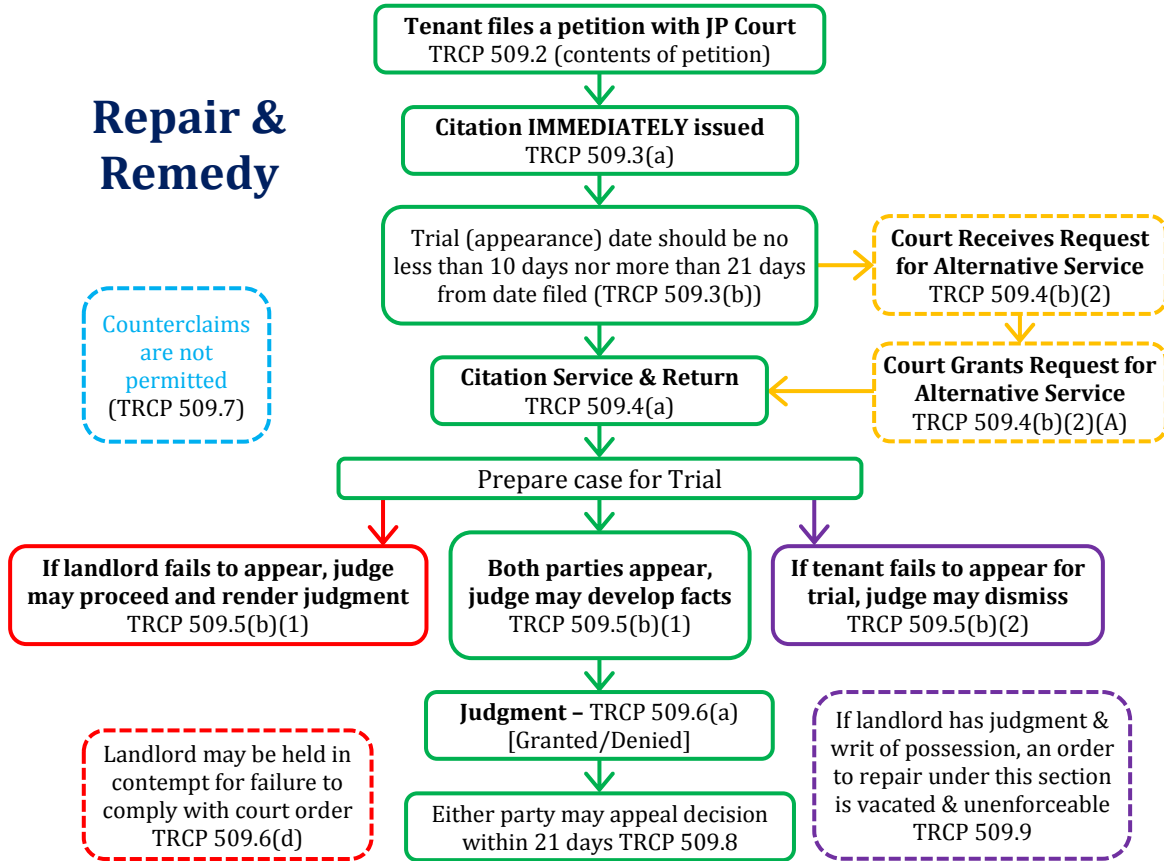 Repair &
Remedy
Tenant files a petition with JP Court
TRCP 509.2 (contents of petition)
Citation IMMEDIATELY issued
TRCP 509.3(a)
Trial (appearance) date should be no
less than 10 days nor more than 21 days
from date filed (TRCP 509.3(b))
Court Receives Request
for Alternative Service
TRCP 509.4(b)(2)
Court Grants Request for
Alternative Service
TRCP 509.4(b)(2)(A)
Counterclaims
are not
permitted
(TRCP 509.7)
Citation Service & Return
TRCP 509.4(a)
Prepare case for Trial
If landlord fails to appear, judge
may proceed and render judgment
TRCP 509.5(b)(1)
Both parties appear,
judge may develop facts
TRCP 509.5(b)(1)
If tenant fails to appear for
trial, judge may dismiss
TRCP 509.5(b)(2)
Judgment – TRCP 509.6(a)
[Granted/Denied]
Landlord may be held in
contempt for failure to
comply with court order
TRCP 509.6(d)
Either party may appeal decision
within 21 days TRCP 509.8
If landlord has judgment &
writ of possession, an order
to repair under this section
is vacated & unenforceable
TRCP 509.9